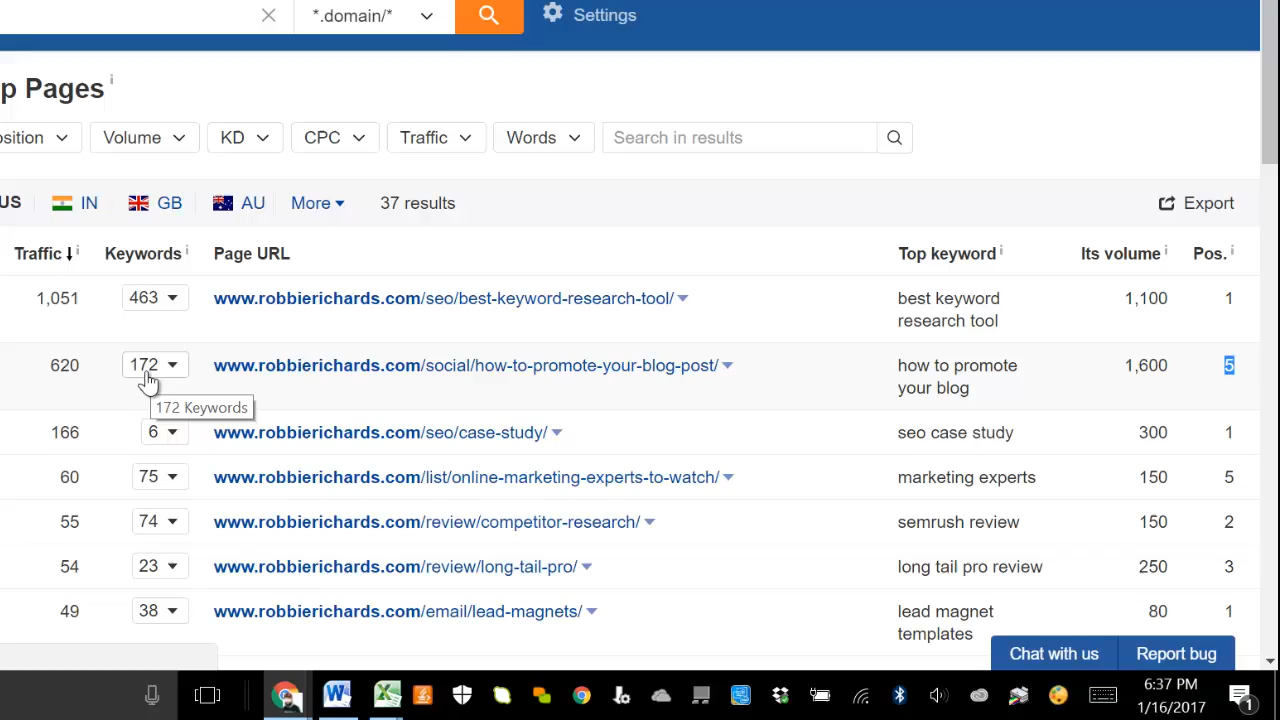 *.domain/*
Settings
p Pages i
osition
Volume
KD
CPC
Traffic
Words
Search in results
US
IN
GB
AU
More
37 results
Export
Traffic i
Keywords i
Page URL
Top keyword i
Its volume i
Pos. i
1,051
463
www.robbierichards.com/seo/best-keyword-research-tool/
best keyword
research tool
1,100
1
620
172
www.robbierichards.com/social/how-to-promote-your-blog-post/
how to promote
your blog
1,600
5
172 Keywords
166
6
www.robbierichards.com/seo/case-study/
seo case study
300
1
60
75
www.robbierichards.com/list/online-marketing-experts-to-watch/
marketing experts
150
5
55
74
www.robbierichards.com/review/competitor-research/
semrush review
150
2
54
23
www.robbierichards.com/review/long-tail-pro/
long tail pro review
250
3
49
38
www.robbierichards.com/email/lead-magnets/
lead magnet
templates
80
1
Chat with us
Report bug
6:37 PM
1/16/2017
1